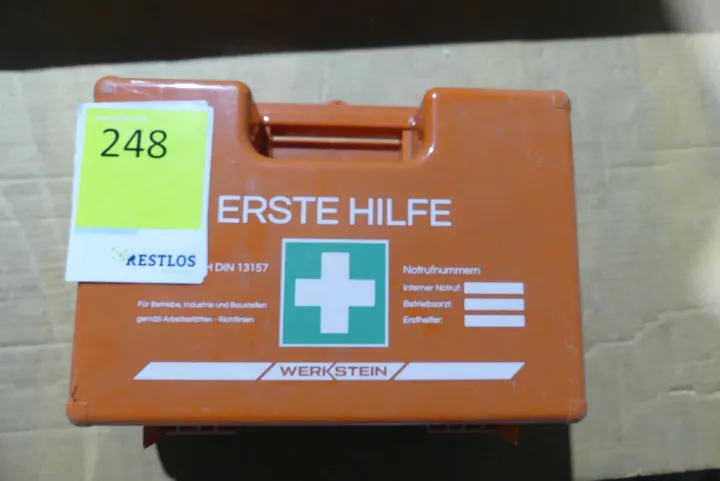 248
RESTLOS
ERSTE HILFE
H DIN 13157
Für Betriebe, Industrie und Baustellen
gemäß Arbeitsstätten - Richtlinien
Notrufnummern
Interner Notruf:
Betriebsarzt:
Ersthelfer:
WERKSTEIN